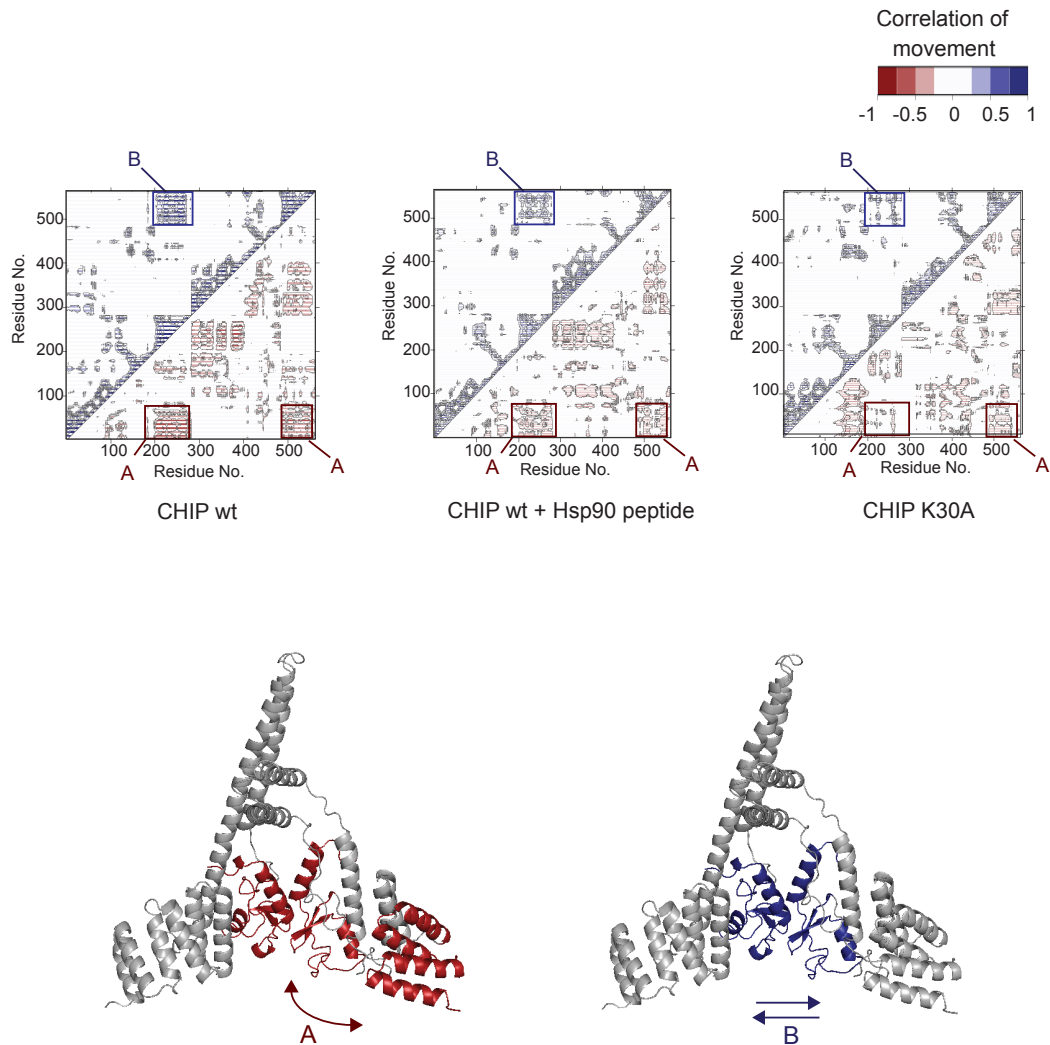 Correlation of
movement
-1 -0.5 0 0.5 1
B
B
B
Residue No.
500
400
300
200
100
100 200 300 400 500
Residue No.
A
A
CHIP wt
Residue No.
500
400
300
200
100
100 200 300 400 500
Residue No.
A
A
CHIP wt + Hsp90 peptide
Residue No.
500
400
300
200
100
100 200 300 400 500
Residue No.
A
A
CHIP K30A
A
B